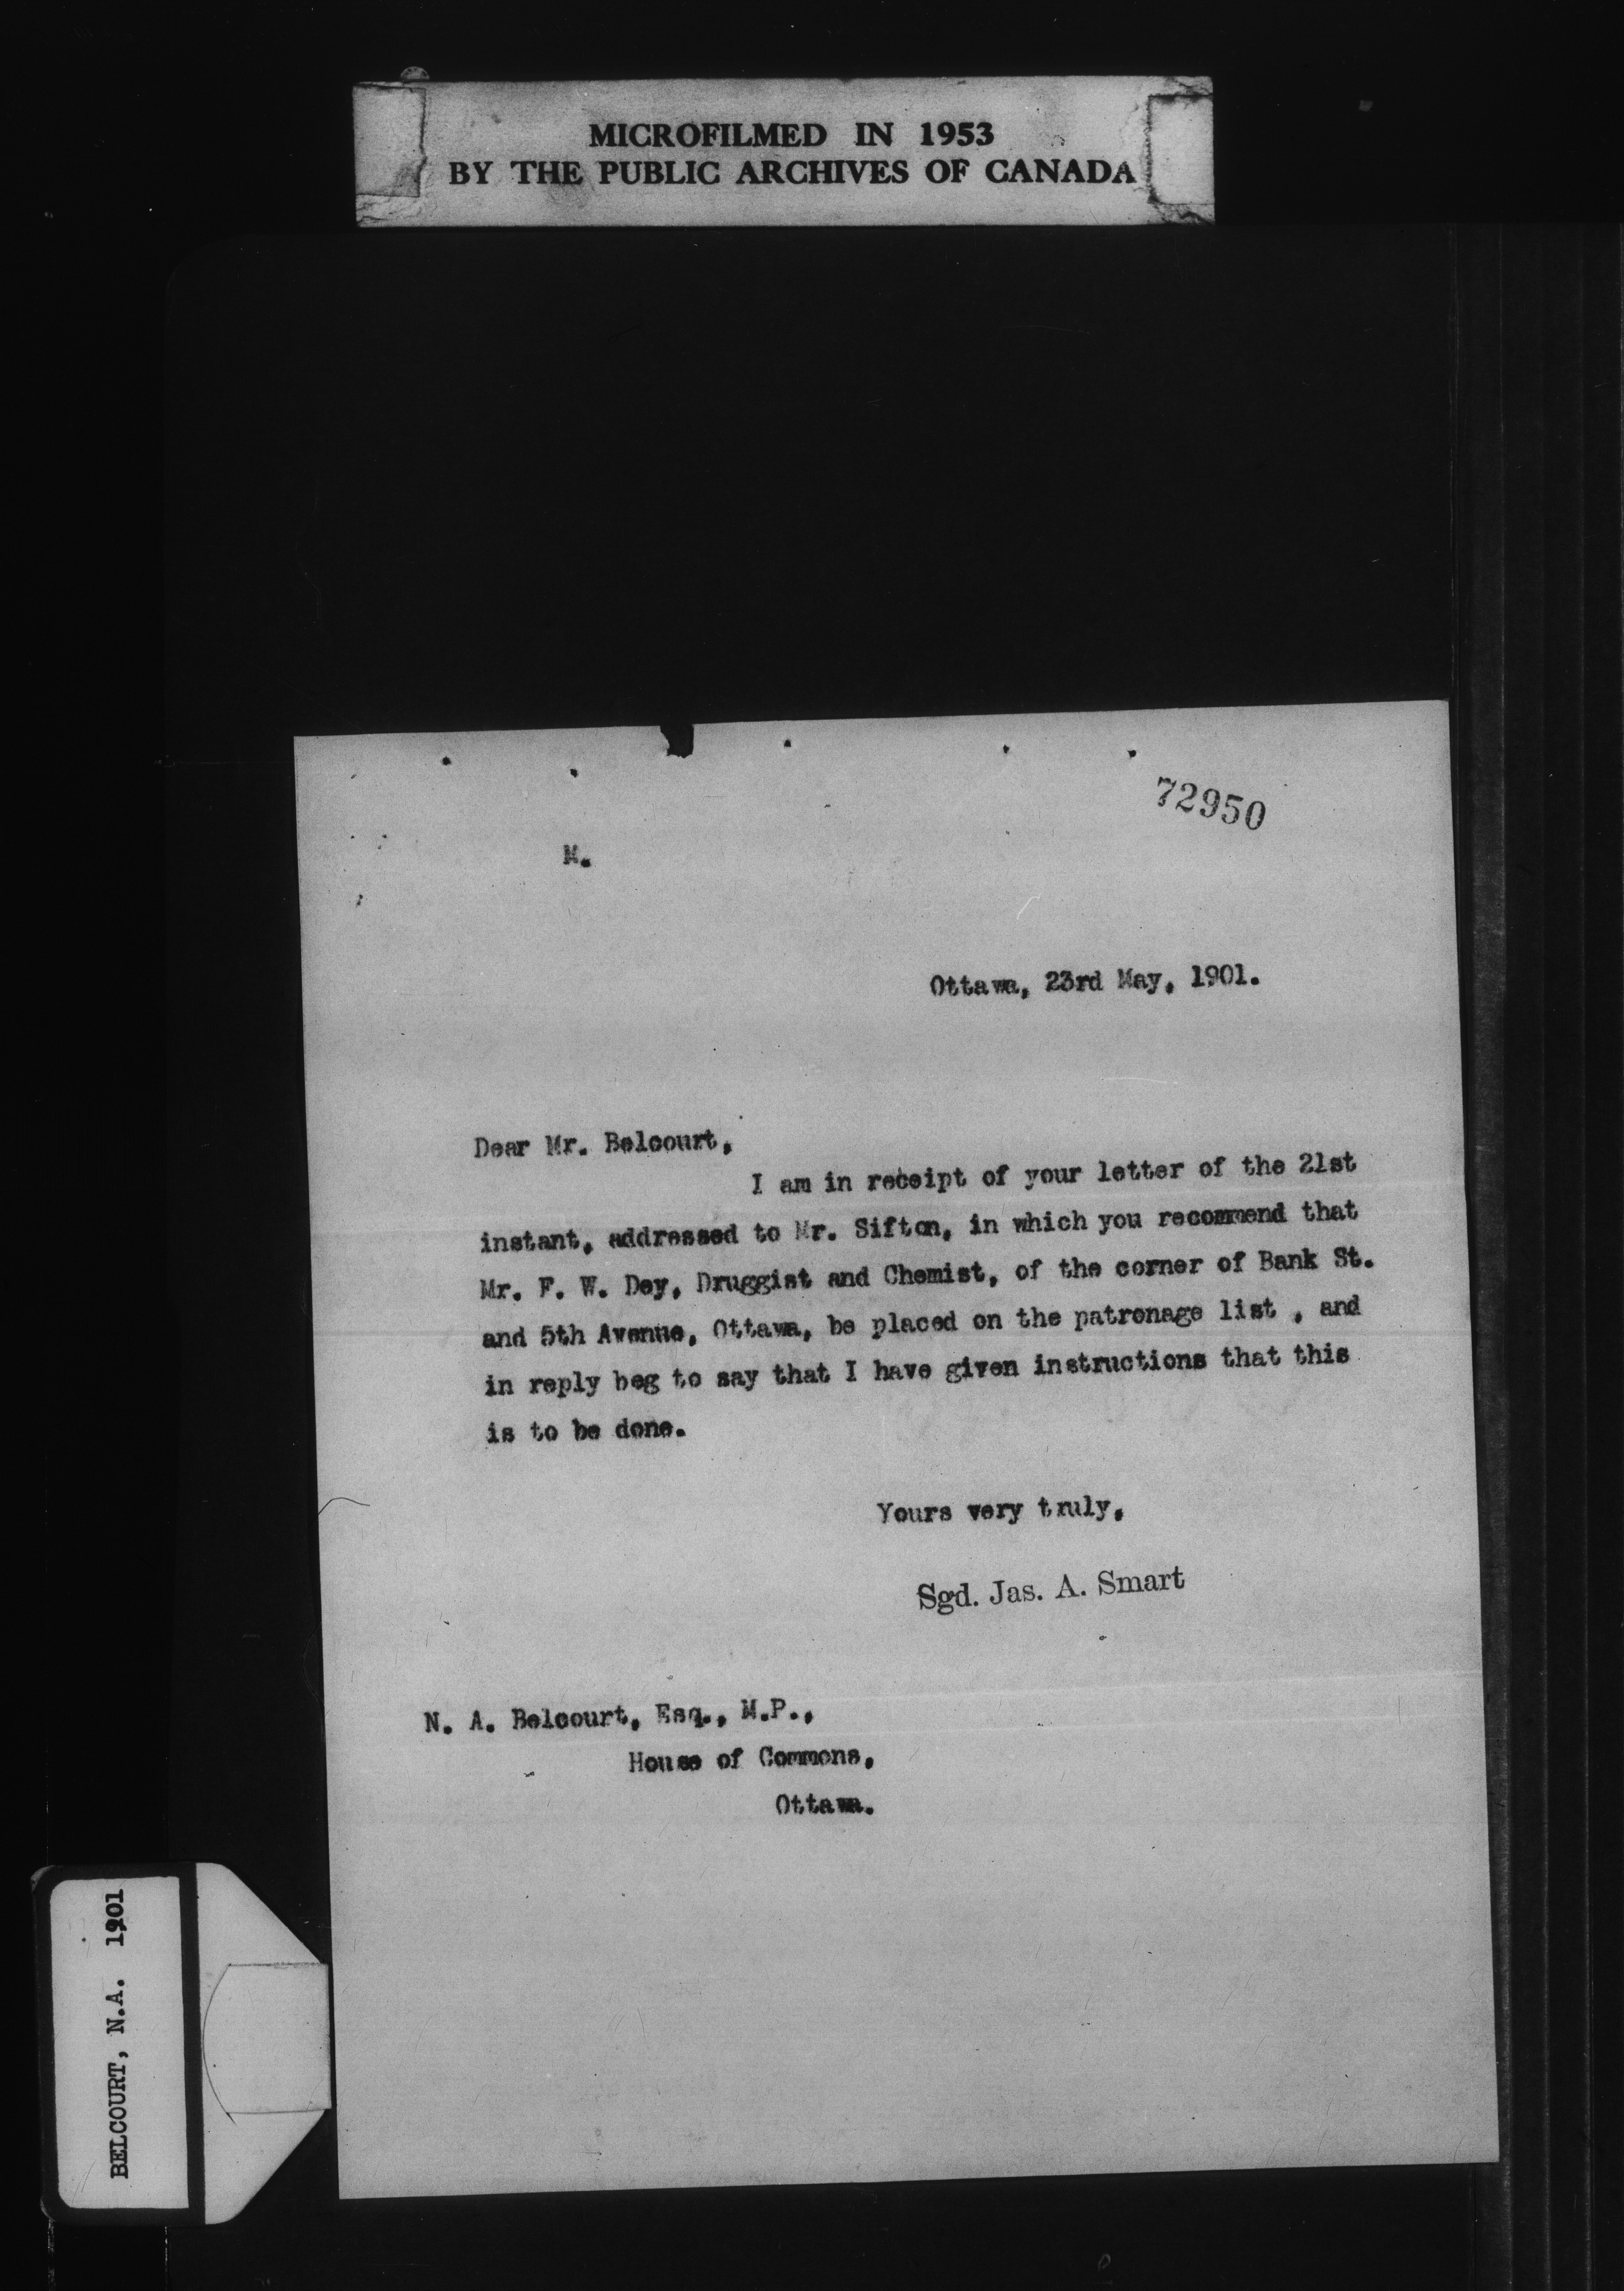 MICROFILMED IN 1953
BY THE PUBLIC ARCHIVES OF CANADA
72950
M.
Ottawa, 23rd May, 1901.
Dear Mr. Belcourt,
I am in receipt of your letter of the 21st
instant, addressed to Mr. Sifton, in which you recommend that
Mr. F. W. Dey, Druggist and Chemist, of the corner of Bank St.
and 5th Avenue, Ottawa, be placed on the patronage list , and
in reply beg to say that I have given instructions that this
is to be done.
Yours very truly,
Sgd. Jas. A. Smart
N. A. Belcourt, Esq., M.P.,
House of Commons,
Ottawa.
BELCOURT, N.A. 1901